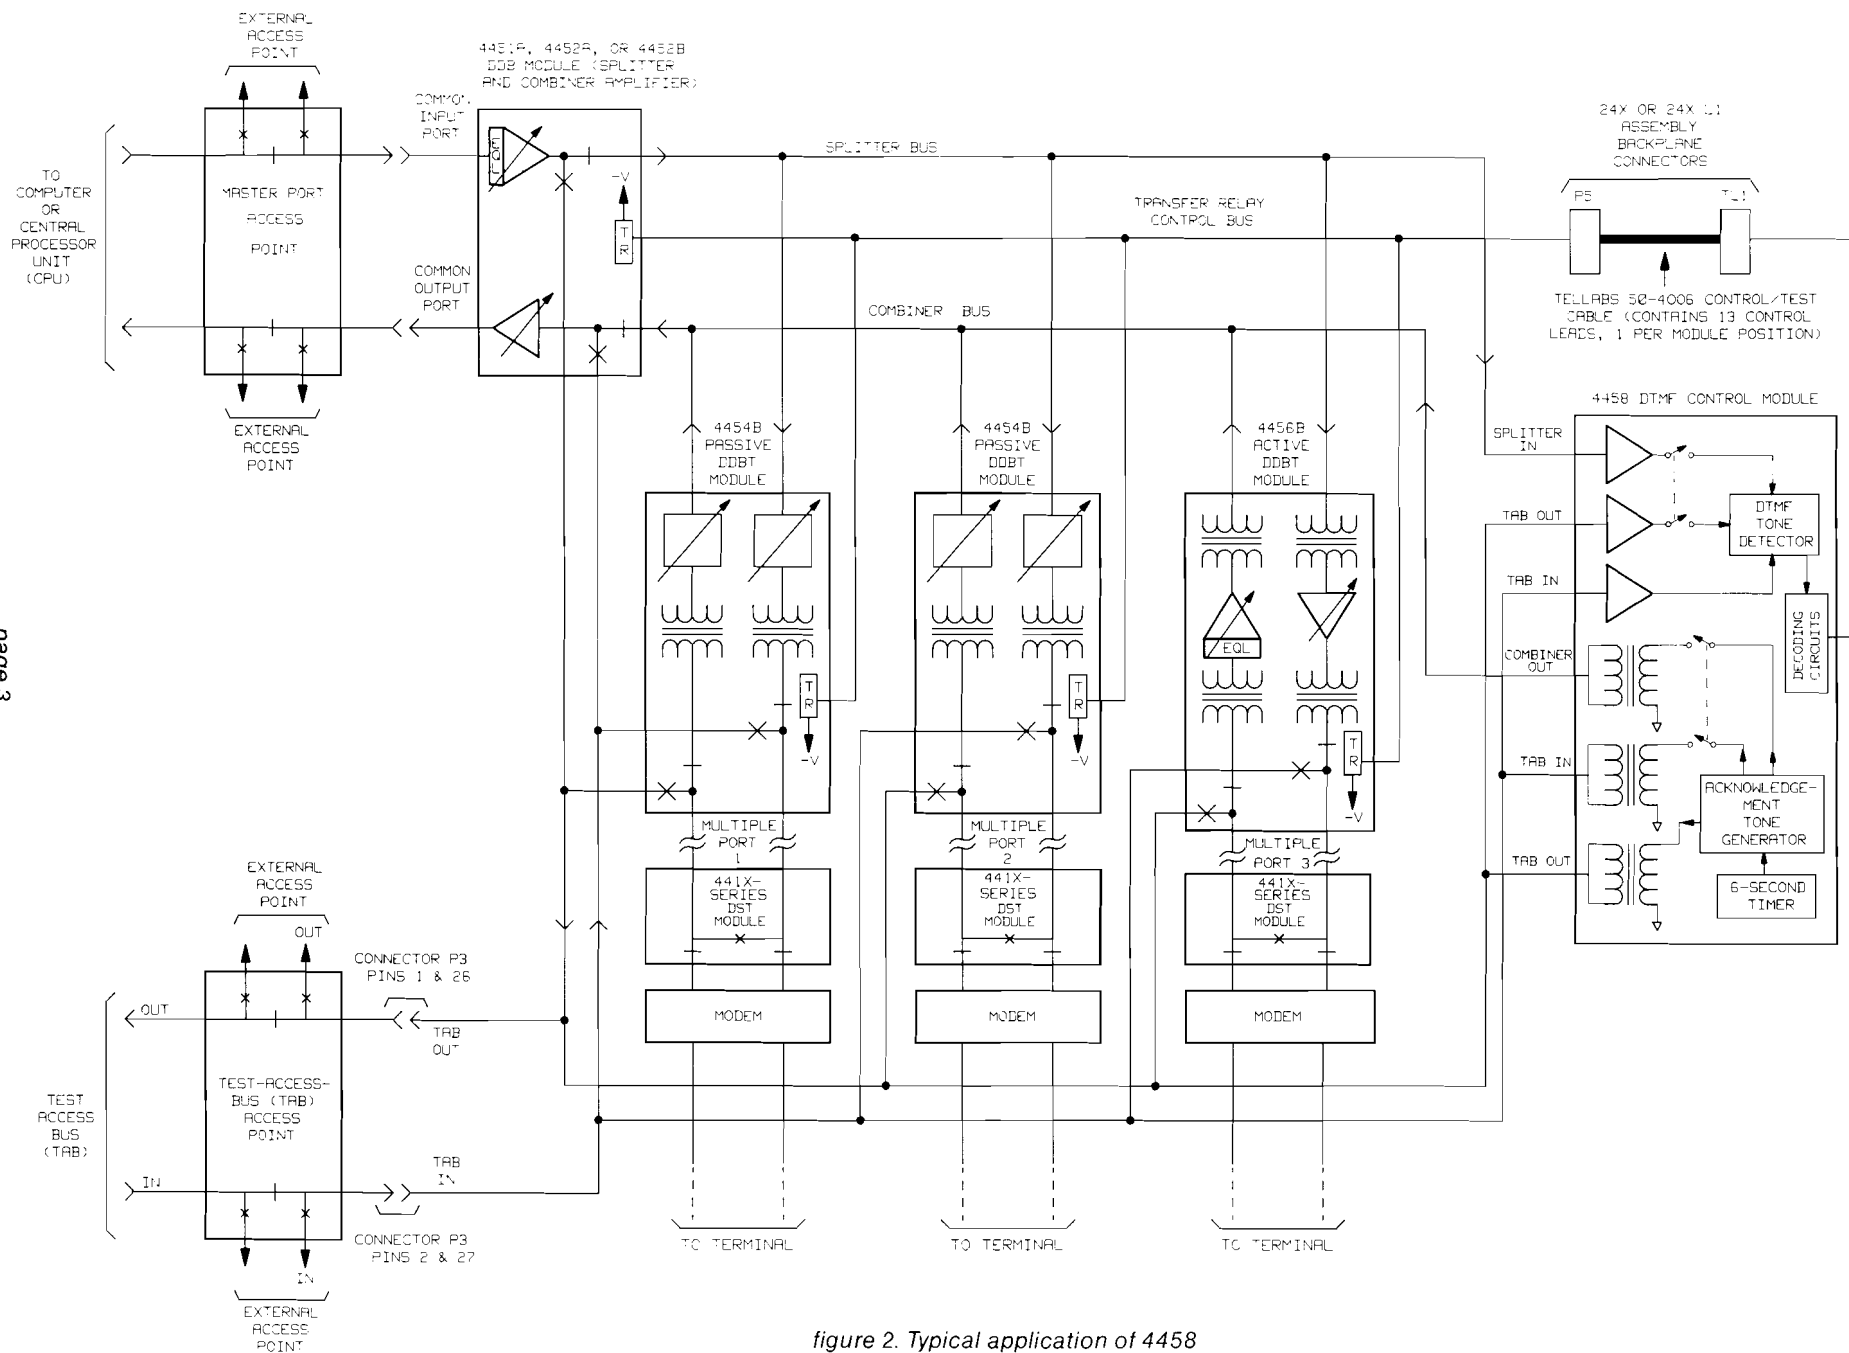 EXTERNAL
ACCESS
POINT
4451A, 4452A, OR 4452B
DDB MODULE (SPLITTER
AND COMBINER AMPLIFIER)
COMMON
INPUT
PORT
EQL
-V
T
R
SPLITTER BUS
TRANSFER RELAY
CONTROL BUS
24X OR 24X L1
ASSEMBLY
BACKPLANE
CONNECTORS
P5
TL1
TELLABS 50-4006 CONTROL/TEST
CABLE (CONTAINS 13 CONTROL
LEADS, 1 PER MODULE POSITION)
TO
COMPUTER
OR
CENTRAL
PROCESSOR
UNIT
(CPU)
MASTER PORT
ACCESS
POINT
COMMON
OUTPUT
PORT
COMBINER BUS
EXTERNAL
ACCESS
POINT
4454B
PASSIVE
DDBT
MODULE
T
R
-V
MULTIPLE
PORT
1
441X-
SERIES
DST
MODULE
MODEM
TO TERMINAL
4454B
PASSIVE
DDBT
MODULE
T
R
-V
MULTIPLE
PORT
2
441X-
SERIES
DST
MODULE
MODEM
TO TERMINAL
4456B
ACTIVE
DDBT
MODULE
EQL
T
R
-V
MULTIPLE
PORT 3
441X-
SERIES
DST
MODULE
MODEM
TO TERMINAL
4458 DTMF CONTROL MODULE
SPLITTER
IN
TAB OUT
TAB IN
DTMF
TONE
DETECTOR
DECODING
CIRCUITS
COMBINER
OUT
TAB IN
TAB OUT
ACKNOWLEDGE-
MENT
TONE
GENERATOR
6-SECOND
TIMER
page 3
EXTERNAL
ACCESS
POINT
OUT
CONNECTOR P3
PINS 1 & 26
OUT
TAB
OUT
TEST
ACCESS
BUS
(TAB)
TEST-ACCESS-
BUS (TAB)
ACCESS
POINT
IN
TAB
IN
CONNECTOR P3
PINS 2 & 27
IN
EXTERNAL
ACCESS
POINT
figure 2. Typical application of 4458